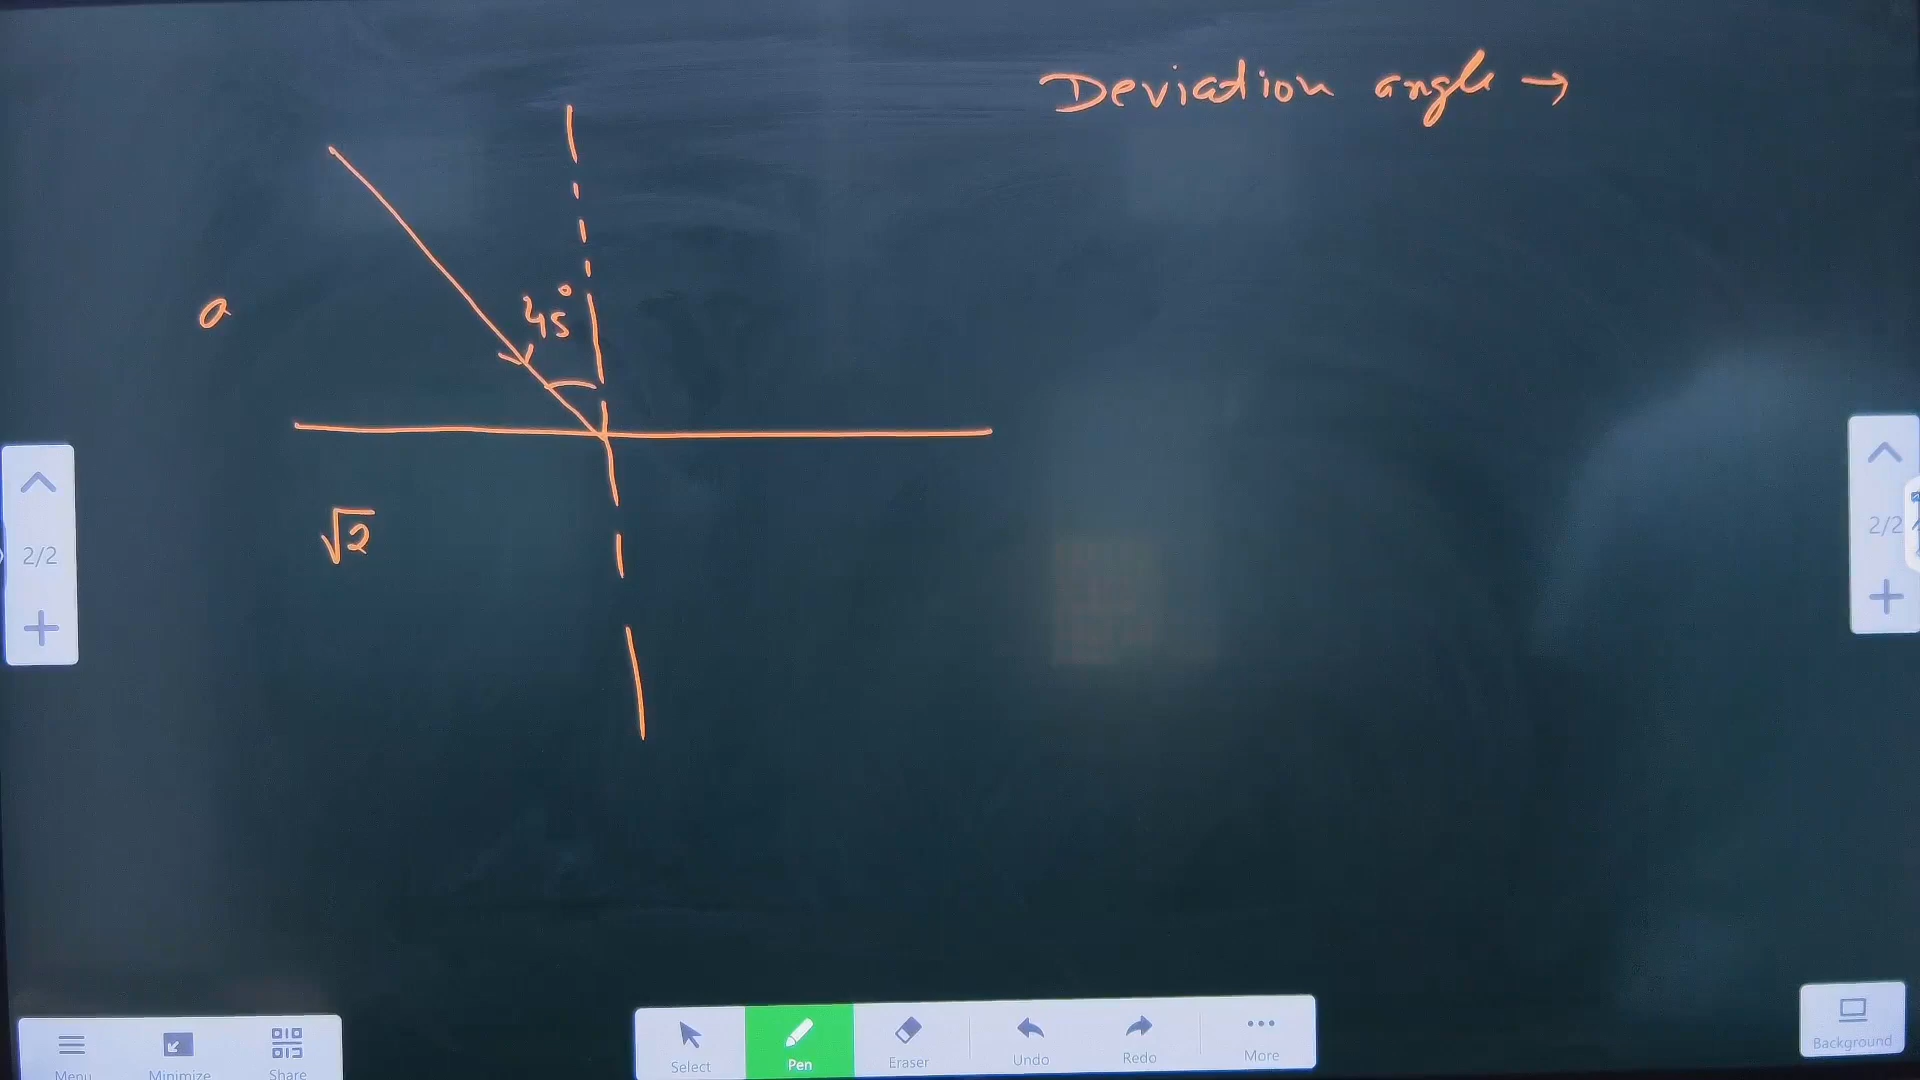 Deviation angle →
45°
a
√2
2/2
2/2
Menu
Minimize
Share
Select
Pen
Eraser
Undo
Redo
More
Background